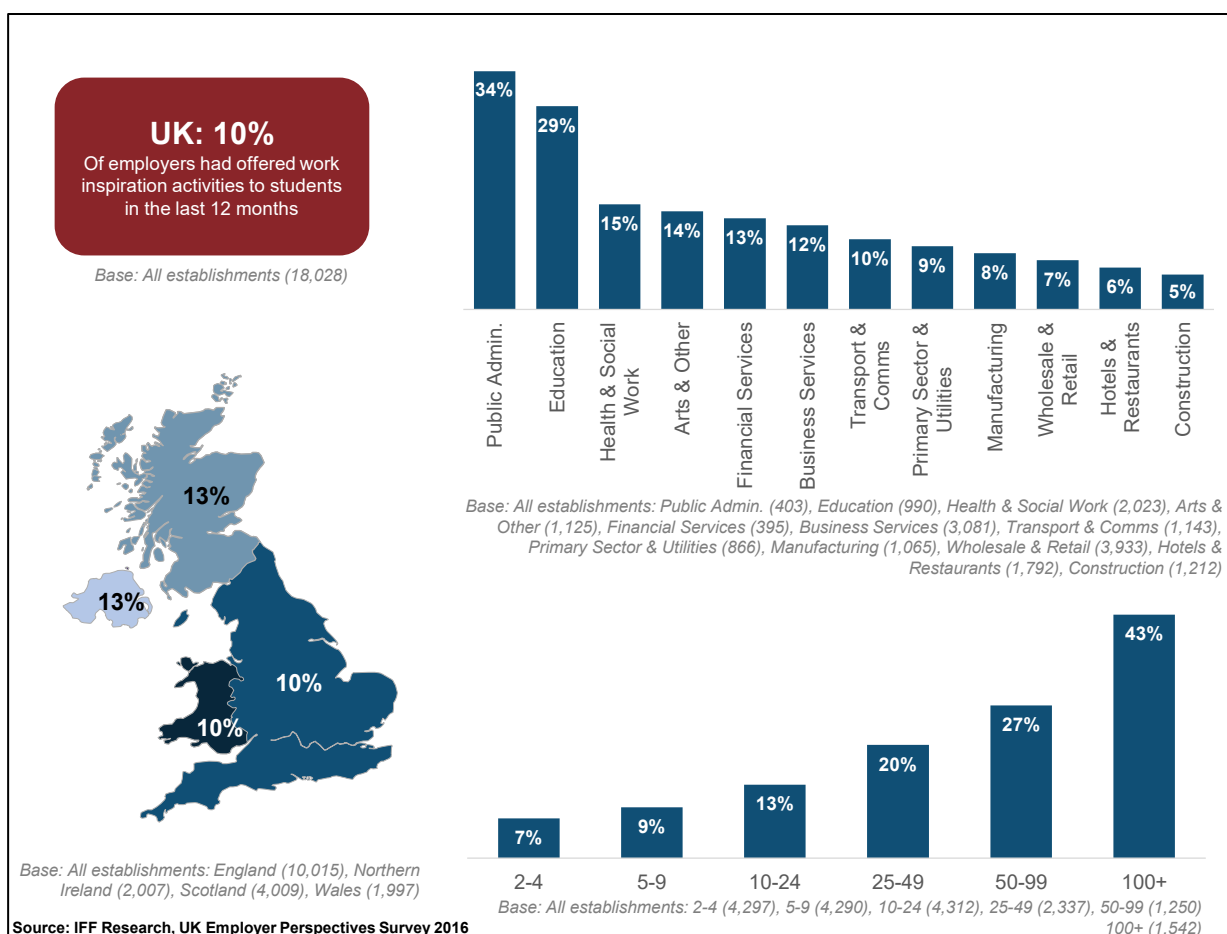 UK: 10%
Of employers had offered work
inspiration activities to students
in the last 12 months
Base: All establishments (18,028)
34%
29%
15%
14%
13%
12%
10%
9%
8%
7%
6%
5%
Public Admin.
Education
Health & Social
Work
Arts & Other
Financial Services
Business Services
Transport &
Comms
Primary Sector &
Utilities
Manufacturing
Wholesale &
Retail
Hotels &
Restaurants
Construction
Base: All establishments: Public Admin. (403), Education (990), Health & Social Work (2,023), Arts &
Other (1,125), Financial Services (395), Business Services (3,081), Transport & Comms (1,143),
Primary Sector & Utilities (866), Manufacturing (1,065), Wholesale & Retail (3,933), Hotels &
Restaurants (1,792), Construction (1,212)
13%
13%
10%
10%
Base: All establishments: England (10,015), Northern
Ireland (2,007), Scotland (4,009), Wales (1,997)
7%
9%
13%
20%
27%
43%
2-4
5-9
10-24
25-49
50-99
100+
Base: All establishments: 2-4 (4,297), 5-9 (4,290), 10-24 (4,312), 25-49 (2,337), 50-99 (1,250)
100+ (1,542)
Source: IFF Research, UK Employer Perspectives Survey 2016